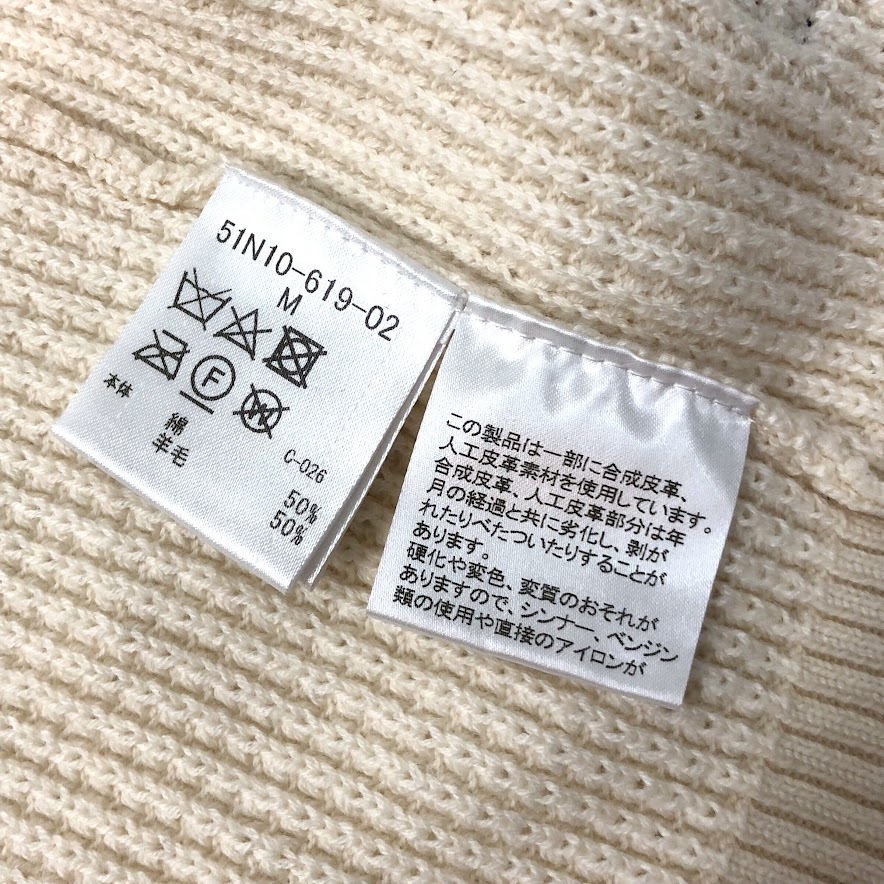 51N10-619-02
M
F
W
本体
綿 50%
羊毛 50%
C-026
この製品は一部に合成皮革、
人工皮革素材を使用しています。
合成皮革、人工皮革部分は年
月の経過と共に劣化し、剥が
れたりべたついたりすることが
あります。
硬化や変色、変質のおそれが
ありますので、シンナー、ベンジン
類の使用や直接のアイロンが